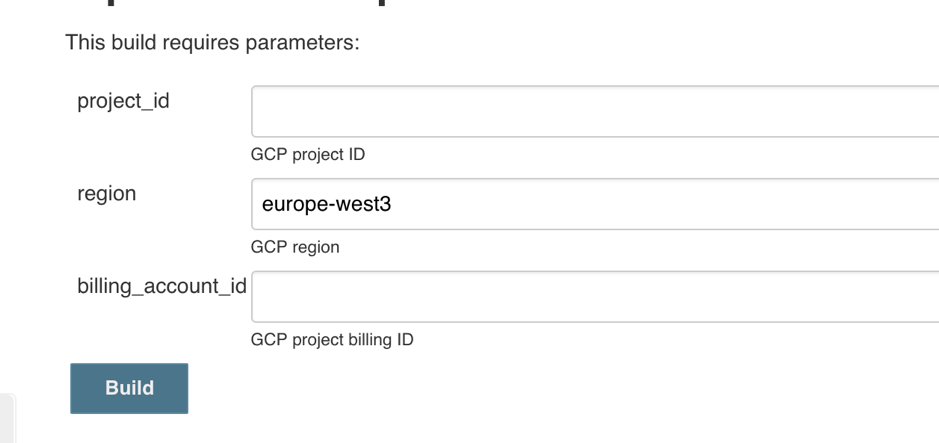 This build requires parameters:
project_id
GCP project ID
region
europe-west3
GCP region
billing_account_id
GCP project billing ID
Build